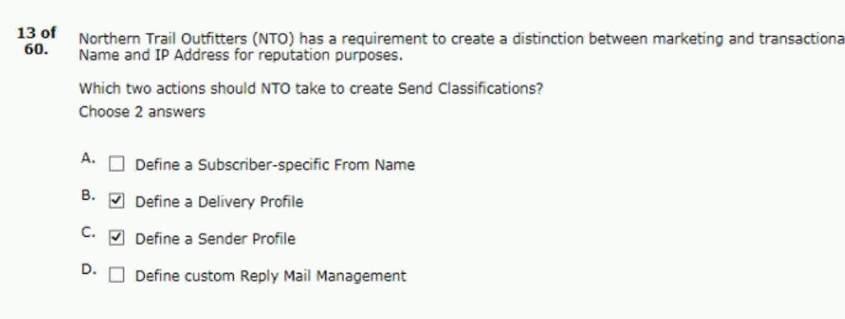 13 of
60.
Northern Trail Outfitters (NTO) has a requirement to create a distinction between marketing and transactiona
Name and IP Address for reputation purposes.
Which two actions should NTO take to create Send Classifications?
Choose 2 answers
A. Define a Subscriber-specific From Name
B. Define a Delivery Profile
C. Define a Sender Profile
D. Define custom Reply Mail Management